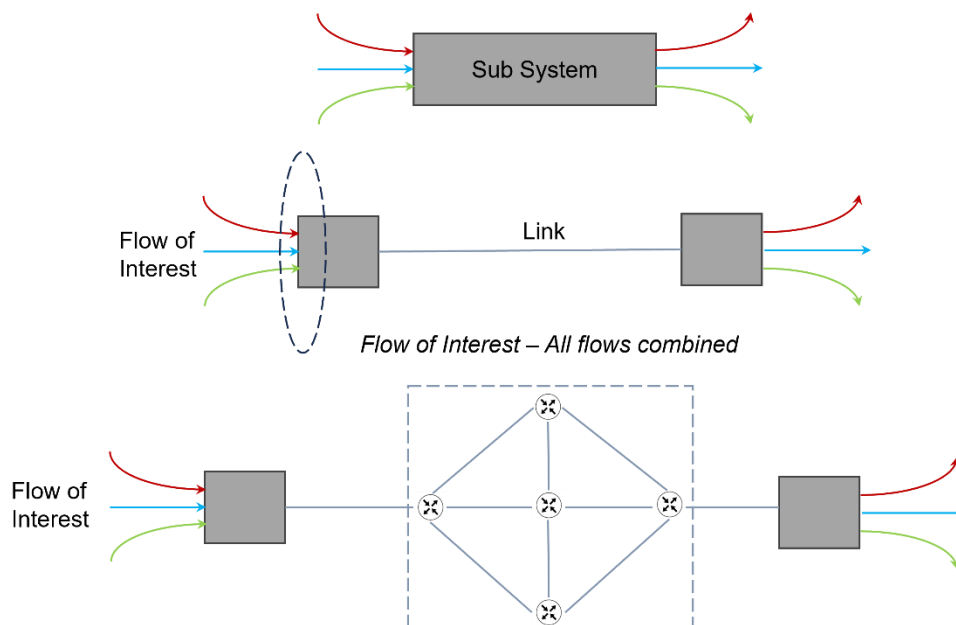 Sub System
Flow of
Interest
Link
Flow of Interest – All flows combined
Flow of
Interest